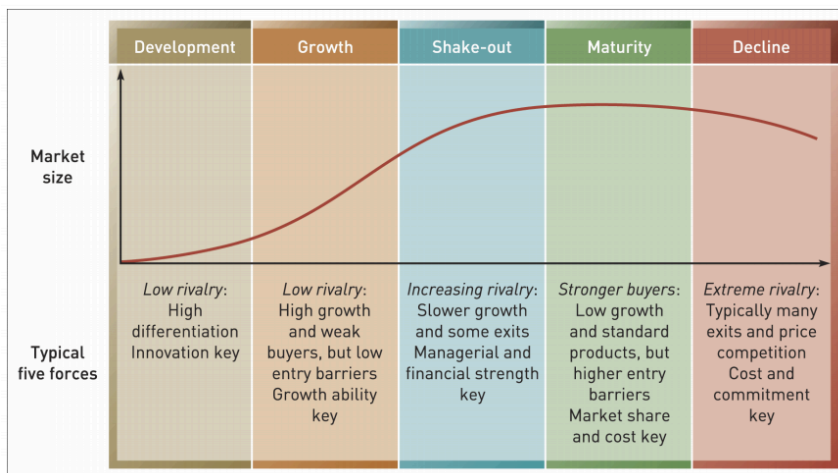 Development
Growth
Shake-out
Maturity
Decline
Market
size
Typical
five forces
Low rivalry:
High
differentiation
Innovation key
Low rivalry:
High growth
and weak
buyers, but low
entry barriers
Growth ability
key
Increasing rivalry:
Slower growth
and some exits
Managerial and
financial strength
key
Stronger buyers:
Low growth
and standard
products, but
higher entry
barriers
Market share
and cost key
Extreme rivalry:
Typically many
exits and price
competition
Cost and
commitment
key